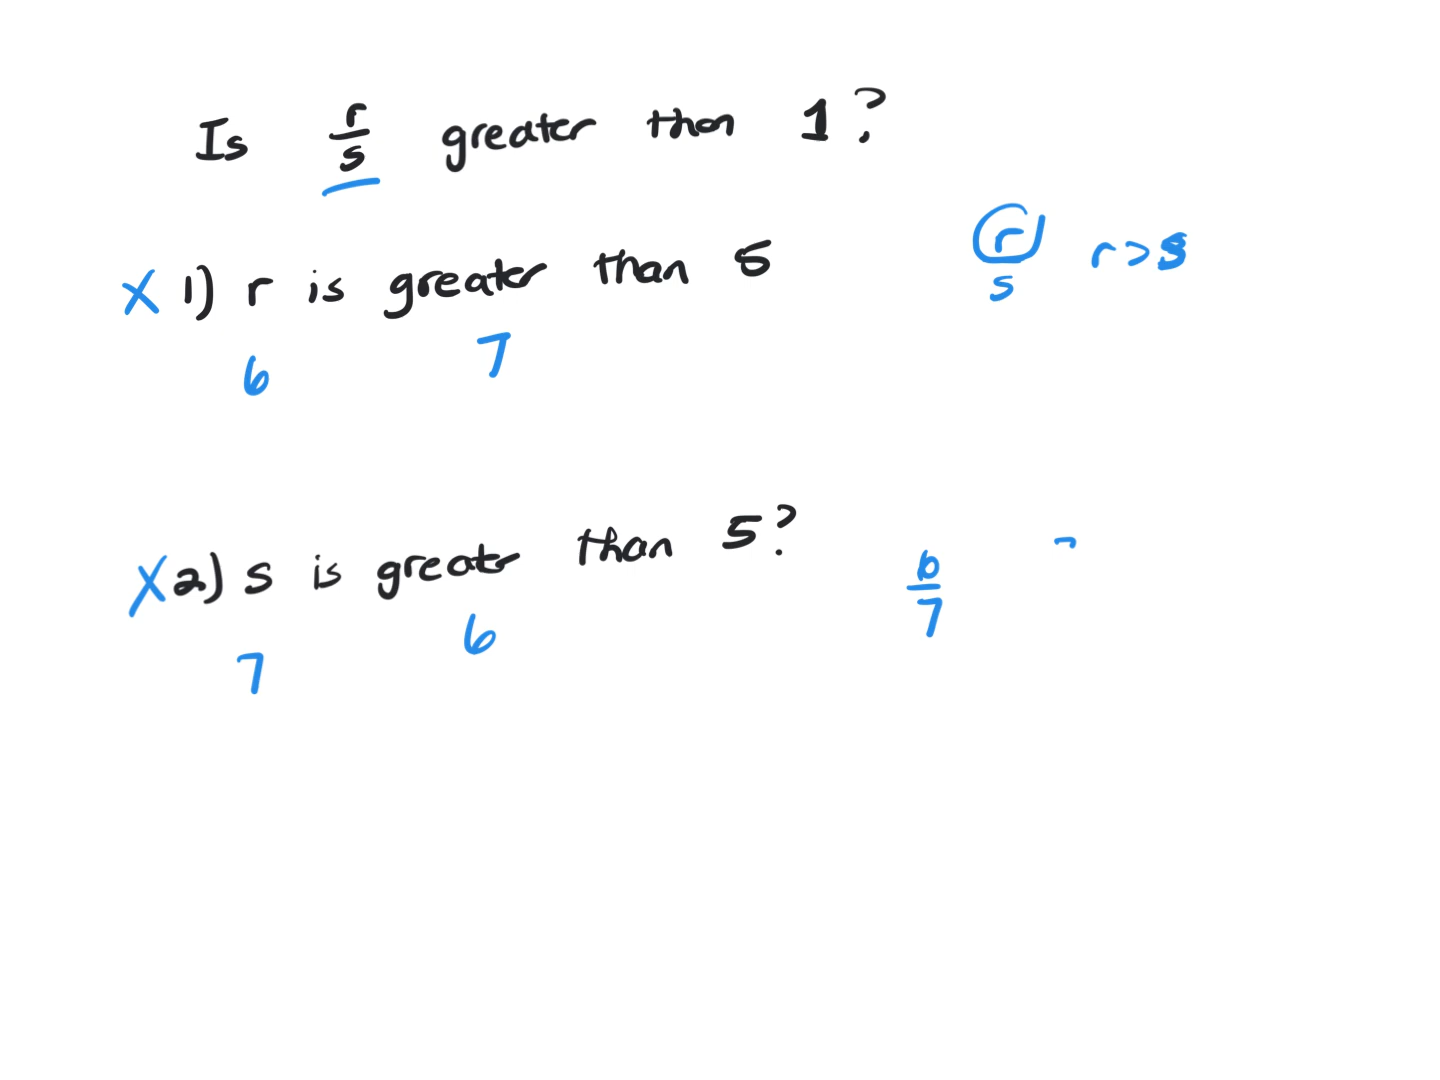 Is r/s greater than 1?
X 1) r is greater than 5
r/s r>s
6 7
X 2) s is greater than 5?
6/7
7 6